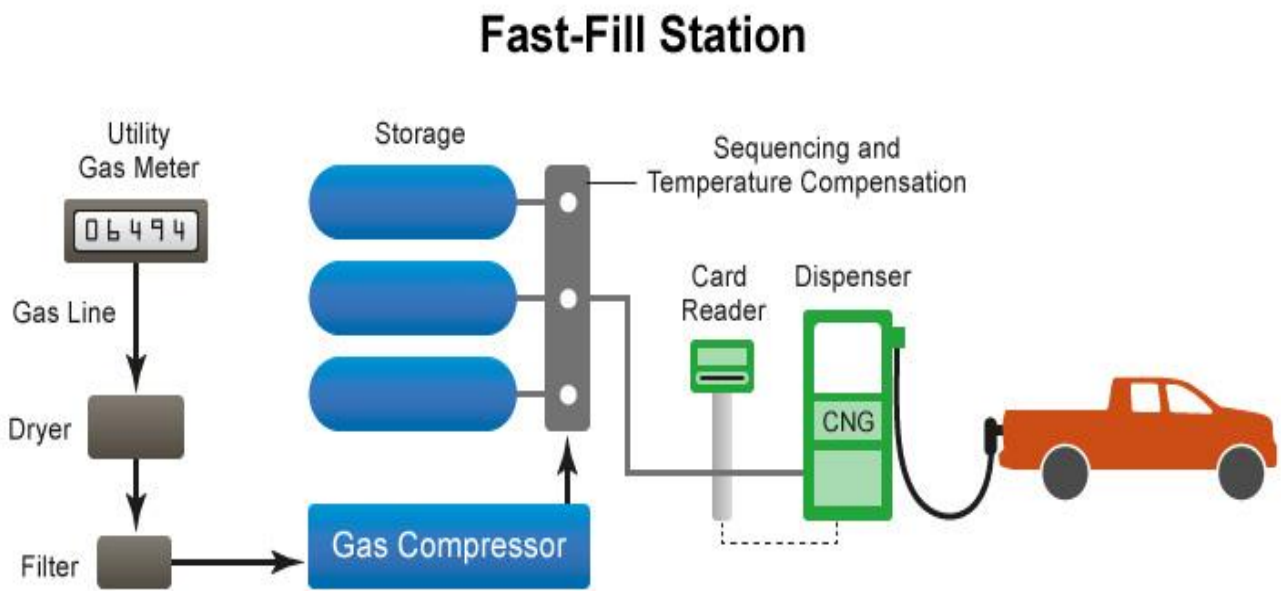 Fast-Fill Station
Utility
Gas Meter
06494
Gas Line
Dryer
Filter
Storage
Gas Compressor
Sequencing and
Temperature Compensation
Card
Reader
Dispenser
CNG